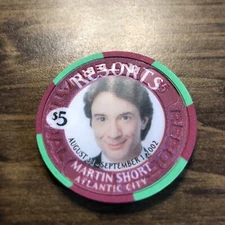 RESORTS
$5
AUGUST 31-SEPTEMBER 1, 2002
MARTIN SHORT
ATLANTIC CITY